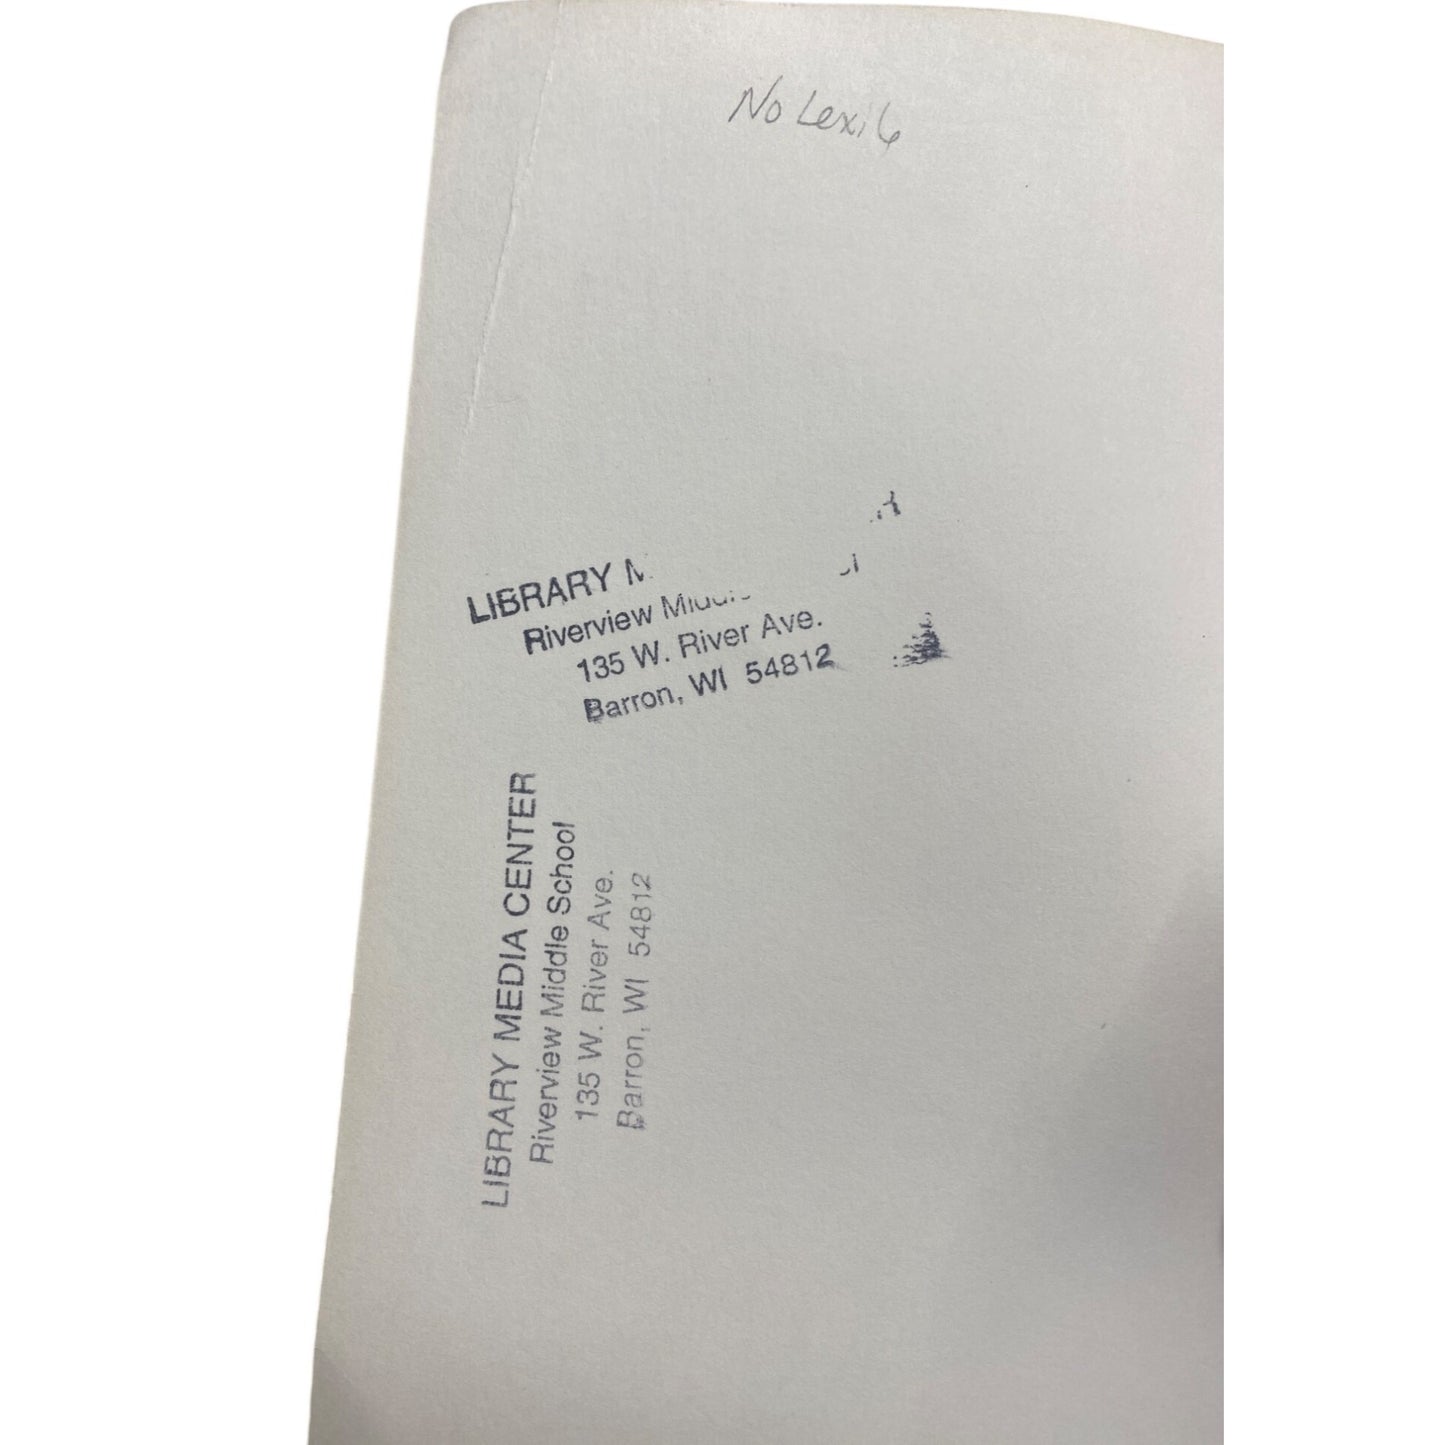 No Lexile
LIBRARY M
Riverview Middle
135 W. River Ave.
Barron, WI 54812
LIBRARY MEDIA CENTER
Riverview Middle School
135 W. River Ave.
Barron, WI 54812